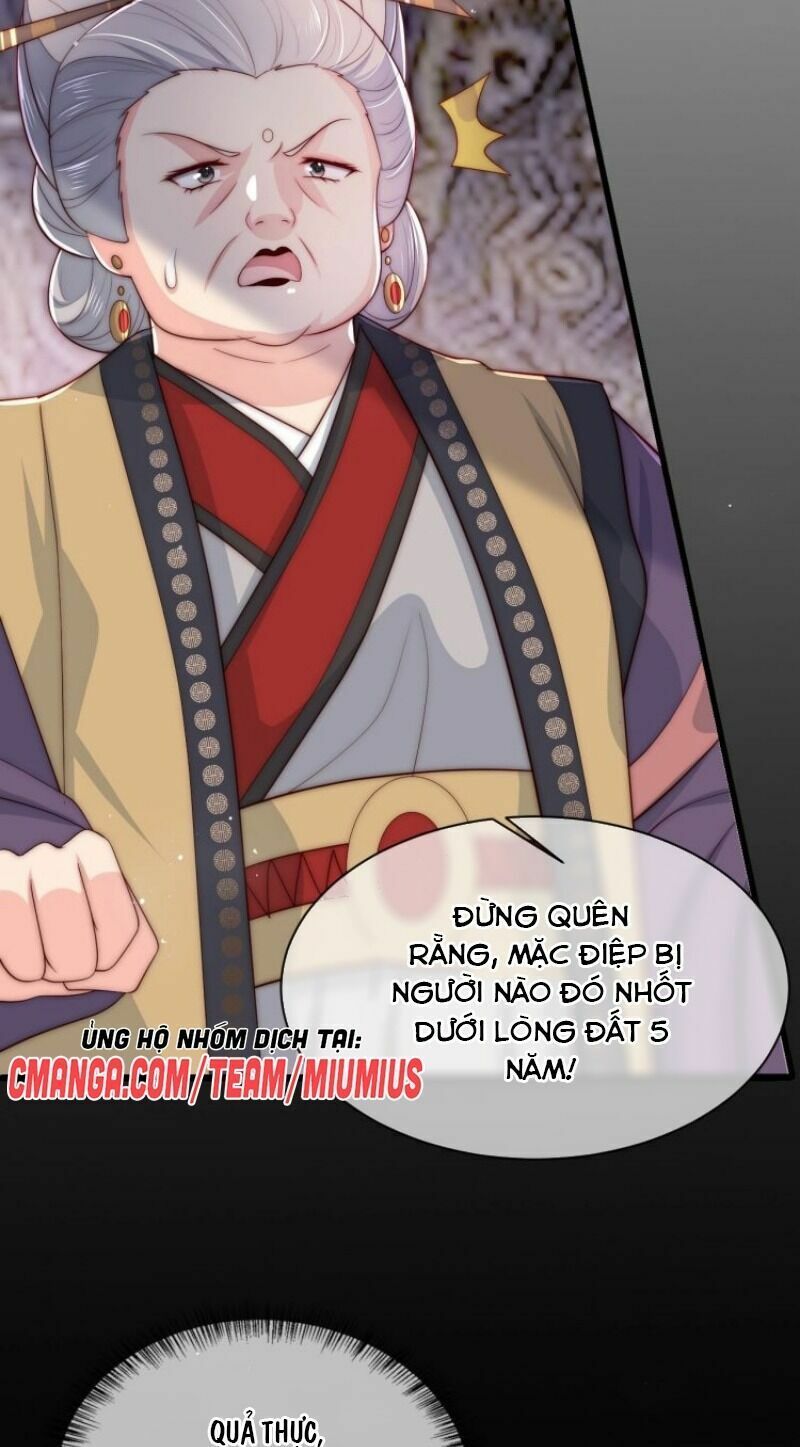 ĐỪNG QUÊN
RẰNG, MẶC ĐIỆP BỊ
NGƯỜI NÀO ĐÓ NHỐT
DƯỚI LÒNG ĐẤT 5
NĂM!
ỦNG HỘ NHÓM DỊCH TẠI:
CMANGA.COM/TEAM/MIUMIUS
QUẢ THỰC,